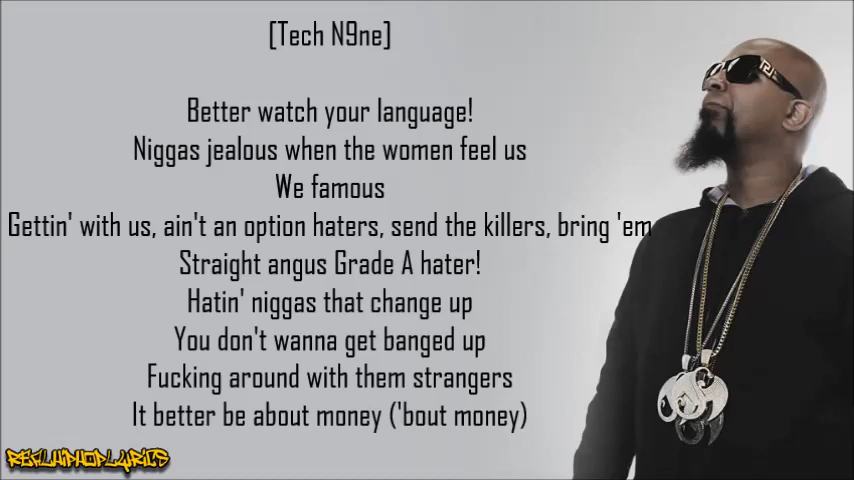 [Tech N9ne]
Better watch your language!
Niggas jealous when the women feel us
We famous
Gettin' with us, ain't an option haters, send the killers, bring 'em
Straight angus Grade A hater!
Hatin' niggas that change up
You don't wanna get banged up
Fucking around with them strangers
It better be about money ('bout money)
REFLHIPHOPLYRICS